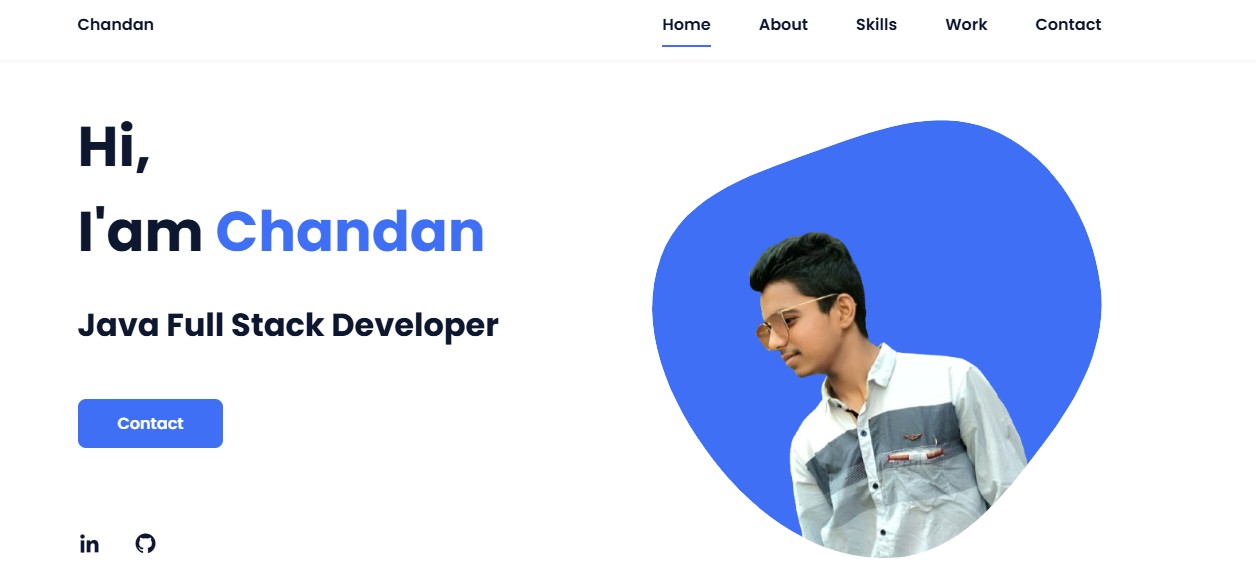 Chandan
Home About Skills Work Contact
Hi,
I'am Chandan
Java Full Stack Developer
Contact
in